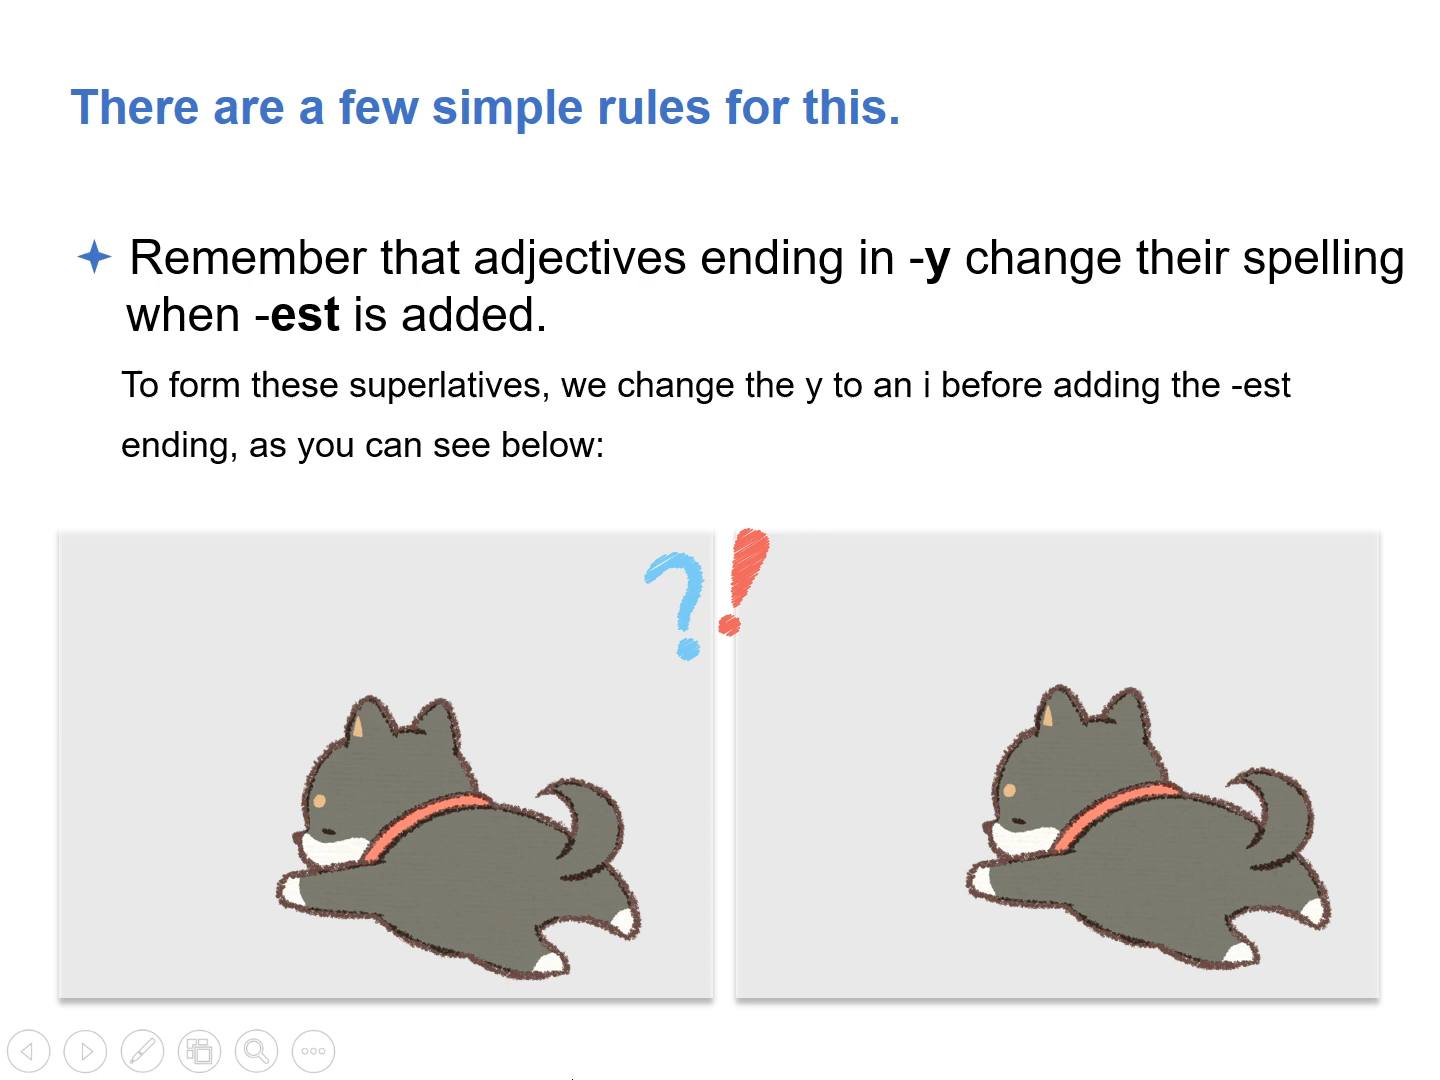 There are a few simple rules for this.
Remember that adjectives ending in -y change their spelling
when -est is added.
To form these superlatives, we change the y to an i before adding the -est
ending, as you can see below:
?!